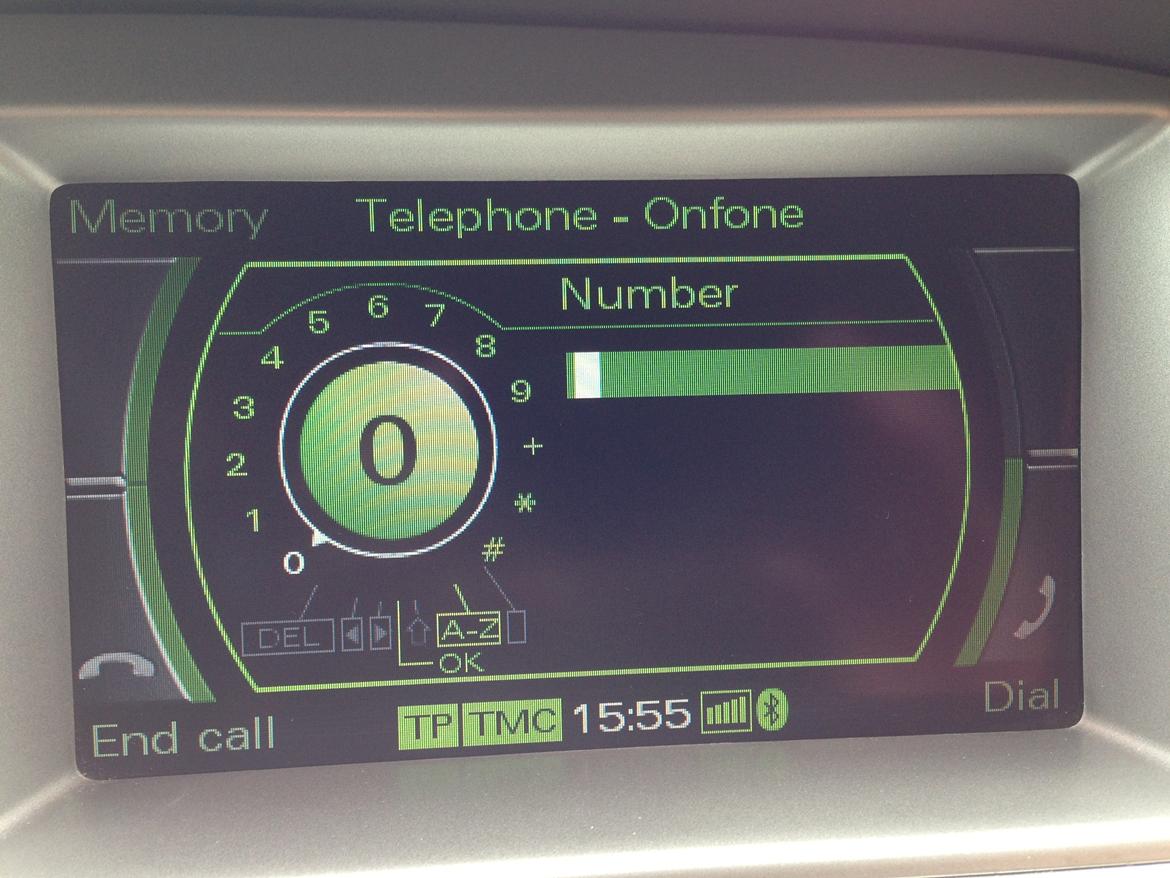 Memory
Telephone - Onfone
Number
0
1
2
3
4
5
6
7
8
9
+
*
#
0
DEL
A-Z
OK
End call
TP TMC 15:55
Dial